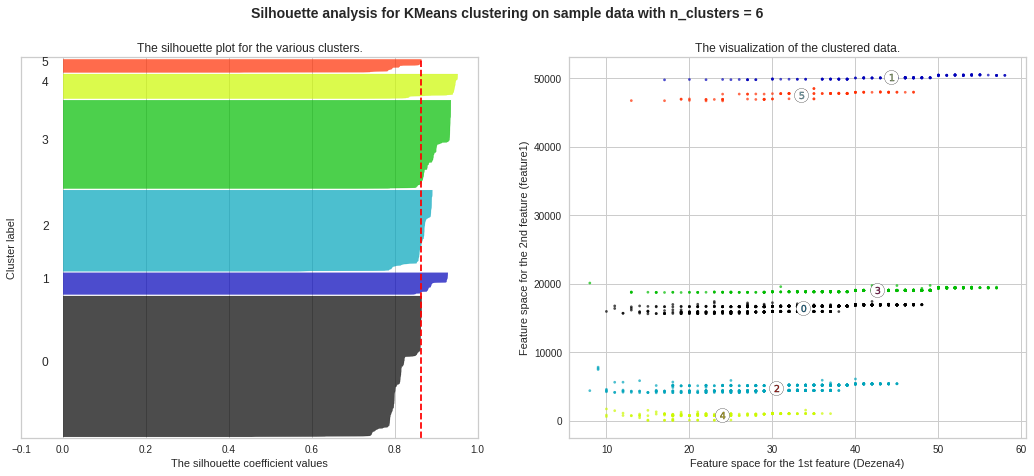 Silhouette analysis for KMeans clustering on sample data with n_clusters = 6
The silhouette plot for the various clusters.
5
4
3
2
1
0
Cluster label
−0.1 0.0 0.2 0.4 0.6 0.8 1.0
The silhouette coefficient values
The visualization of the clustered data.
50000
40000
30000
20000
10000
0
Feature space for the 2nd feature (feature1)
1
5
3
0
2
4
10 20 30 40 50 60
Feature space for the 1st feature (Dezena4)